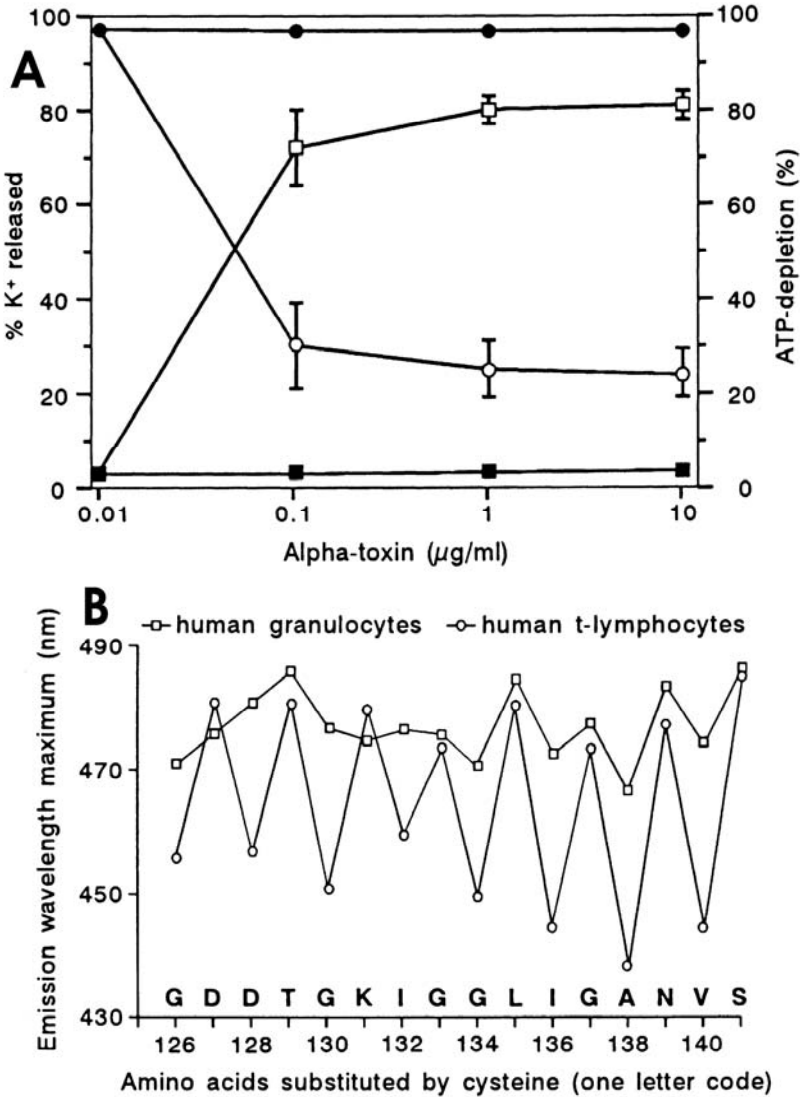 A
% K⁺ released
ATP-depletion (%)
100
80
60
40
20
0
100
80
60
40
20
0
0.01 0.1 1 10
Alpha-toxin (µg/ml)
B
human granulocytes human t-lymphocytes
Emission wavelength maximum (nm)
490
470
450
430
G D D T G K I G G L I G A N V S
126 128 130 132 134 136 138 140
Amino acids substituted by cysteine (one letter code)